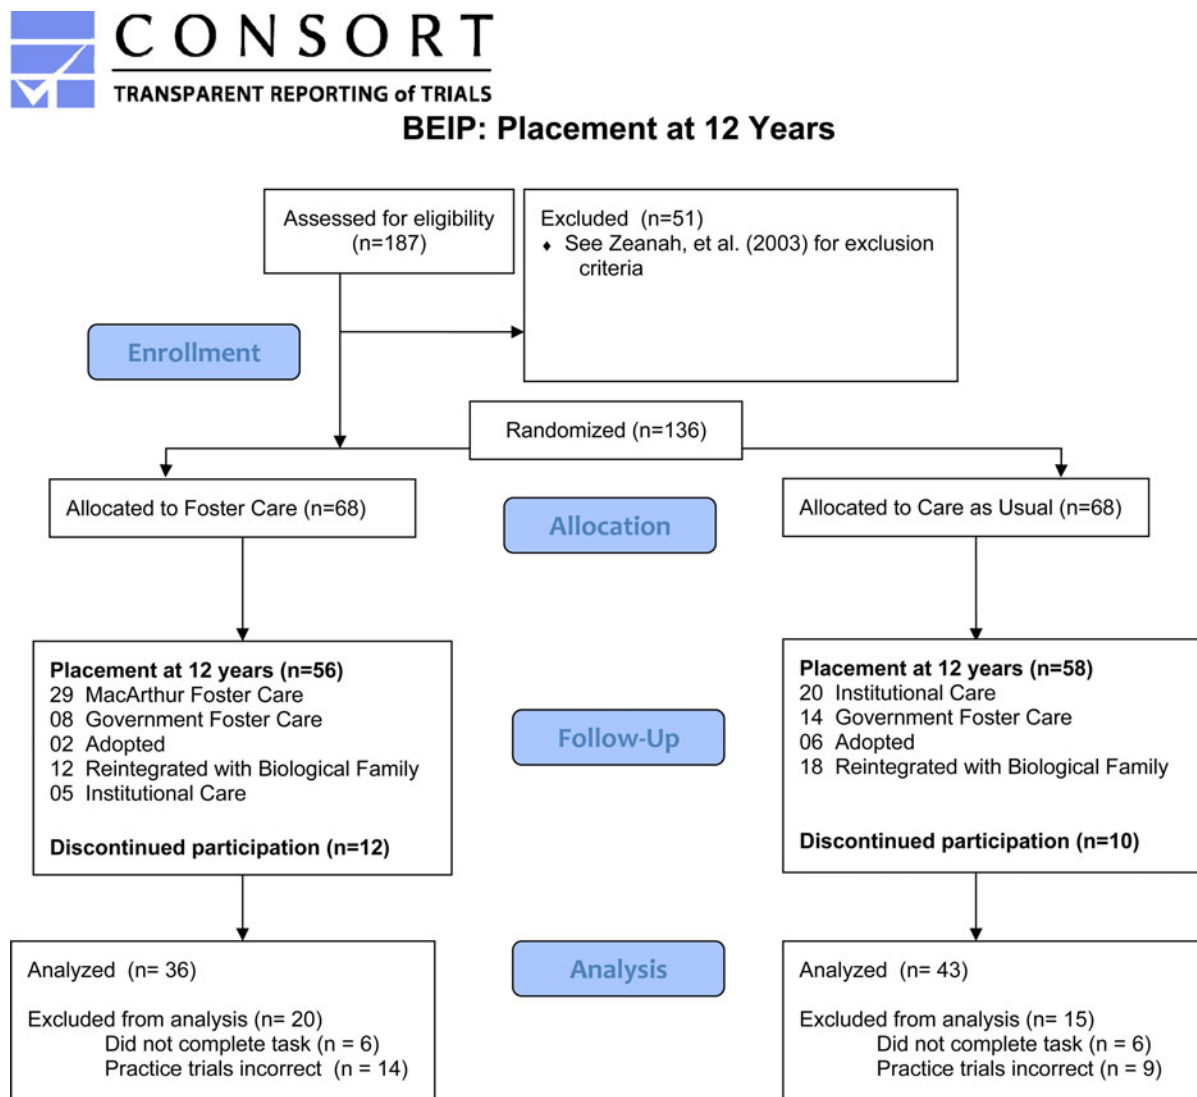 CONSORT
TRANSPARENT REPORTING of TRIALS
BEIP: Placement at 12 Years
Assessed for eligibility
(n=187)
Excluded (n=51)
♦ See Zeanah, et al. (2003) for exclusion
criteria
Enrollment
Randomized (n=136)
Allocated to Foster Care (n=68)
Allocation
Allocated to Care as Usual (n=68)
Placement at 12 years (n=56)
29 MacArthur Foster Care
08 Government Foster Care
02 Adopted
12 Reintegrated with Biological Family
05 Institutional Care
Discontinued participation (n=12)
Follow-Up
Placement at 12 years (n=58)
20 Institutional Care
14 Government Foster Care
06 Adopted
18 Reintegrated with Biological Family
Discontinued participation (n=10)
Analyzed (n= 36)
Excluded from analysis (n= 20)
Did not complete task (n = 6)
Practice trials incorrect (n = 14)
Analysis
Analyzed (n= 43)
Excluded from analysis (n= 15)
Did not complete task (n = 6)
Practice trials incorrect (n = 9)